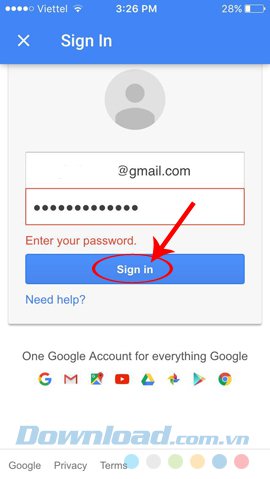 Viettel 3:26 PM 28%
Sign In
@gmail.com
Enter your password.
Sign in
Need help?
One Google Account for everything Google
Download.com.vn
Google Privacy Terms